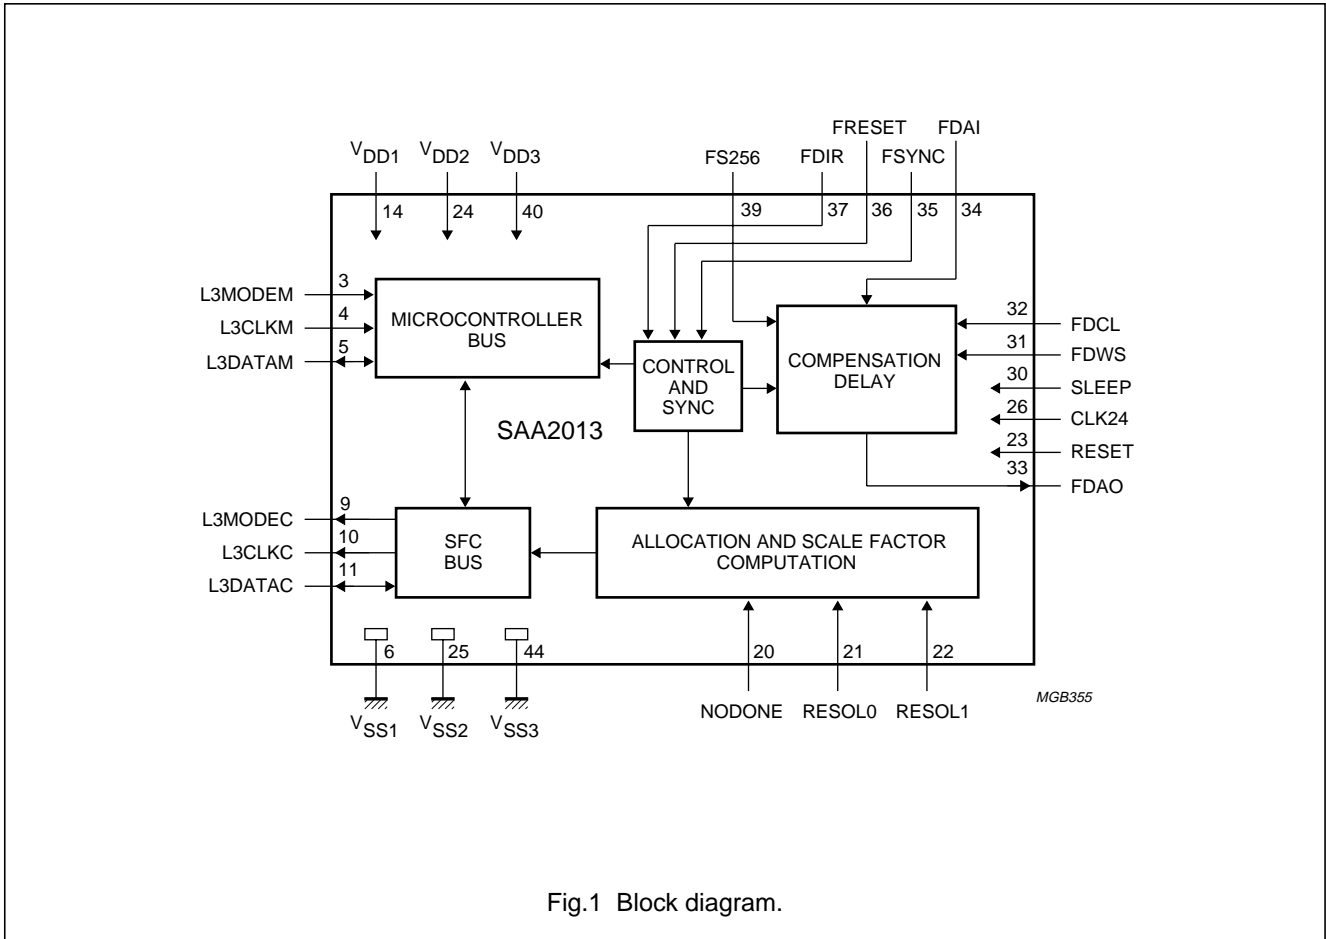 FRESET FDAI
VDD1 VDD2 VDD3 FS256 FDIR FSYNC
14 24 40 39 37 36 35 34
L3MODEM 3
L3CLKM 4
L3DATAM 5
MICROCONTROLLER
BUS
CONTROL
AND
SYNC
COMPENSATION
DELAY
32 FDCL
31 FDWS
30 SLEEP
26 CLK24
23 RESET
33 FDAO
SAA2013
L3MODEC 9
L3CLKC 10
L3DATAC 11
SFC
BUS
ALLOCATION AND SCALE FACTOR
COMPUTATION
6 25 44 20 21 22
VSS1 VSS2 VSS3 NODONE RESOL0 RESOL1
MGB355
Fig.1 Block diagram.